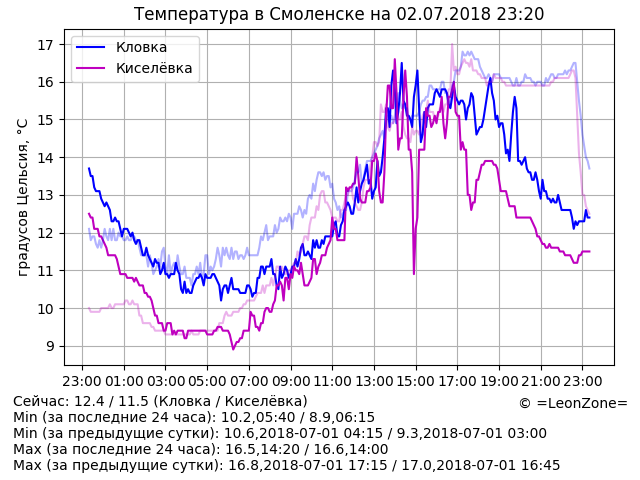 Температура в Смоленске на 02.07.2018 23:20
градусов Цельсия, °C
17
16
15
14
13
12
11
10
9
Кловка
Киселёвка
23:00 01:00 03:00 05:00 07:00 09:00 11:00 13:00 15:00 17:00 19:00 21:00 23:00
Сейчас: 12.4 / 11.5 (Кловка / Киселёвка)
© =LeonZone=
Min (за последние 24 часа): 10.2,05:40 / 8.9,06:15
Min (за предыдущие сутки): 10.6,2018-07-01 04:15 / 9.3,2018-07-01 03:00
Max (за последние 24 часа): 16.5,14:20 / 16.6,14:00
Max (за предыдущие сутки): 16.8,2018-07-01 17:15 / 17.0,2018-07-01 16:45